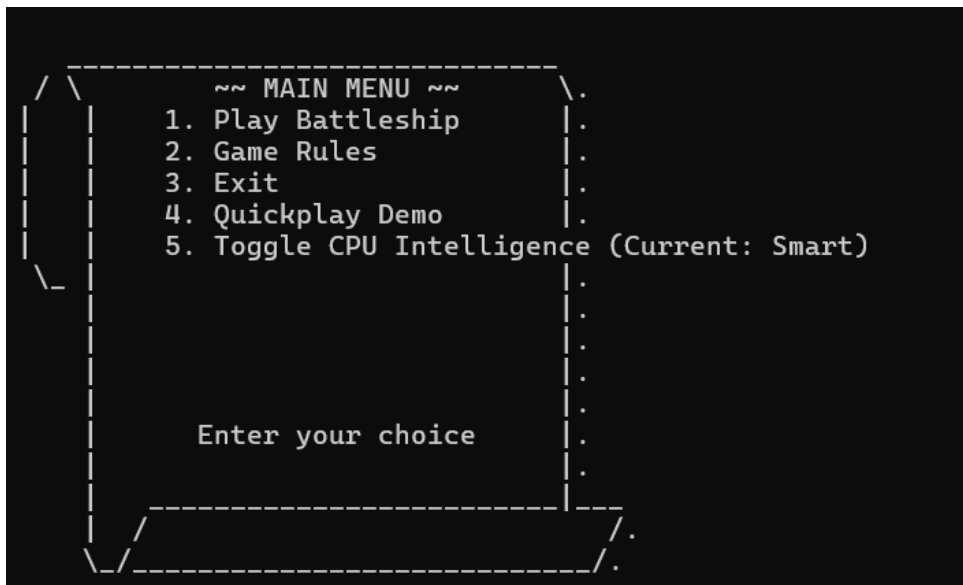 ~~ MAIN MENU ~~
1. Play Battleship
2. Game Rules
3. Exit
4. Quickplay Demo
5. Toggle CPU Intelligence (Current: Smart)
Enter your choice